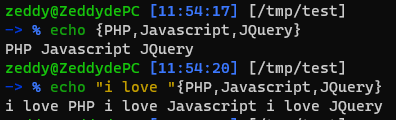 zeddy@ZeddydePC [11:54:17] [/tmp/test]
-> % echo {PHP,Javascript,JQuery}
PHP Javascript JQuery
zeddy@ZeddydePC [11:54:20] [/tmp/test]
-> % echo "i love "{PHP,Javascript,JQuery}
i love PHP i love Javascript i love JQuery